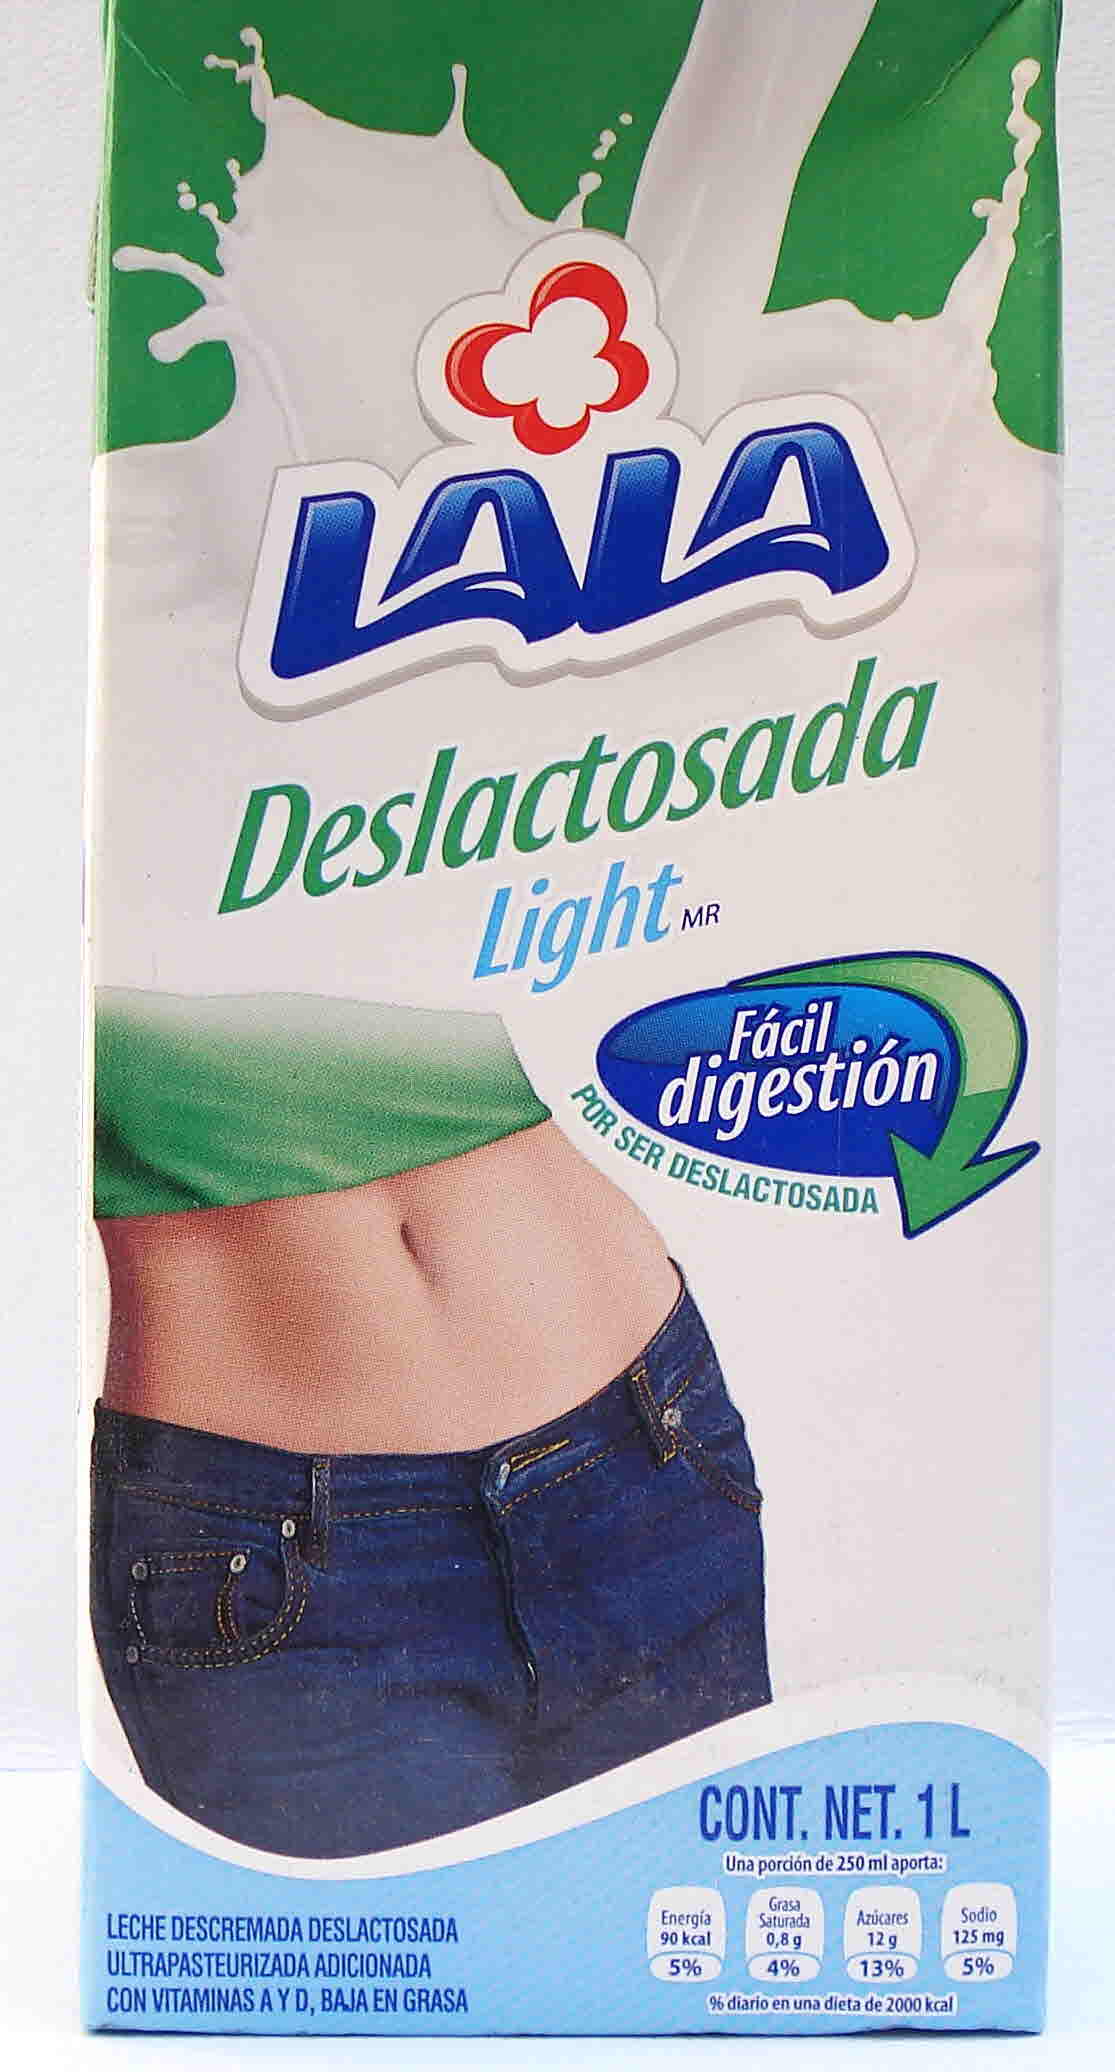 LALA
Deslactosada
Light MR
Fácil
digestión
POR SER DESLACTOSADA
CONT. NET. 1 L
Una porción de 250 ml aporta:
Energía
90 kcal
5%
Grasa
Saturada
0,8 g
4%
Azúcares
12 g
13%
Sodio
125 mg
5%
% diario en una dieta de 2000 kcal
LECHE DESCREMADA DESLACTOSADA
ULTRAPASTEURIZADA ADICIONADA
CON VITAMINAS A Y D, BAJA EN GRASA